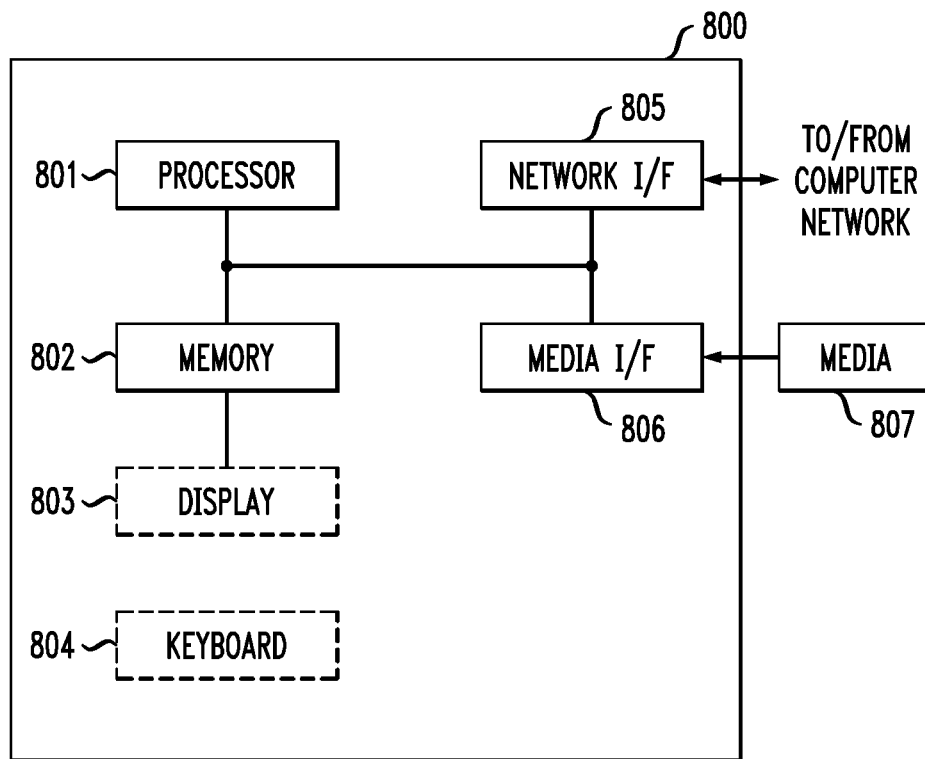 800
805
801
PROCESSOR
NETWORK I/F
TO/FROM
COMPUTER
NETWORK
802
MEMORY
MEDIA I/F
MEDIA
806
807
803
DISPLAY
804
KEYBOARD